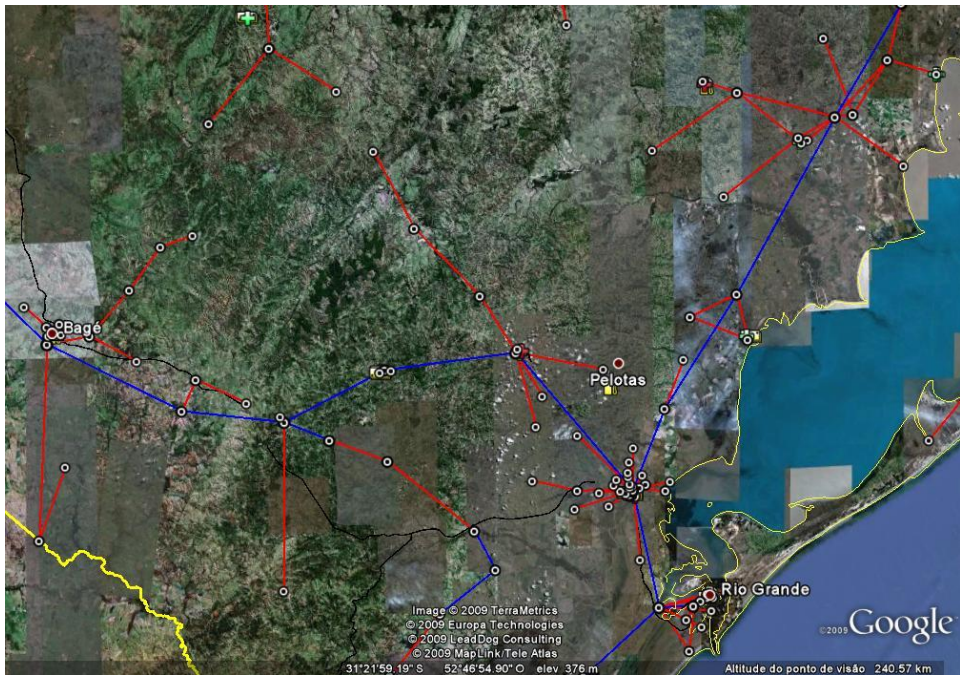 Bagé
Pelotas
Rio Grande
Image © 2009 TerraMetrics
© 2009 Europa Technologies
© 2009 LeadDog Consulting
© 2009 MapLink/Tele Atlas
©2009 Google
31°21'59.19" S 52°46'54.90" O elev 376 m
Altitude do ponto de visão 240.57 km